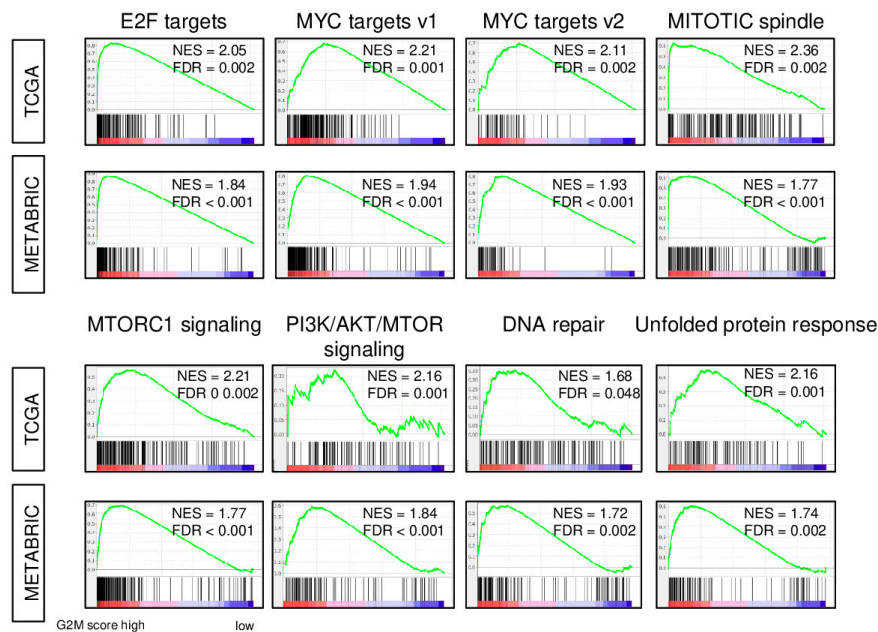 E2F targets MYC targets v1 MYC targets v2 MITOTIC spindle
TCGA
NES = 2.05
FDR = 0.002
NES = 2.21
FDR = 0.001
NES = 2.11
FDR = 0.002
NES = 2.36
FDR = 0.002
METABRIC
NES = 1.84
FDR < 0.001
NES = 1.94
FDR < 0.001
NES = 1.93
FDR < 0.001
NES = 1.77
FDR < 0.001
MTORC1 signaling PI3K/AKT/MTOR signaling DNA repair Unfolded protein response
TCGA
NES = 2.21
FDR 0 0.002
NES = 2.16
FDR = 0.001
NES = 1.68
FDR = 0.048
NES = 2.16
FDR = 0.001
METABRIC
NES = 1.77
FDR < 0.001
NES = 1.84
FDR < 0.001
NES = 1.72
FDR = 0.002
NES = 1.74
FDR = 0.002
G2M score high low